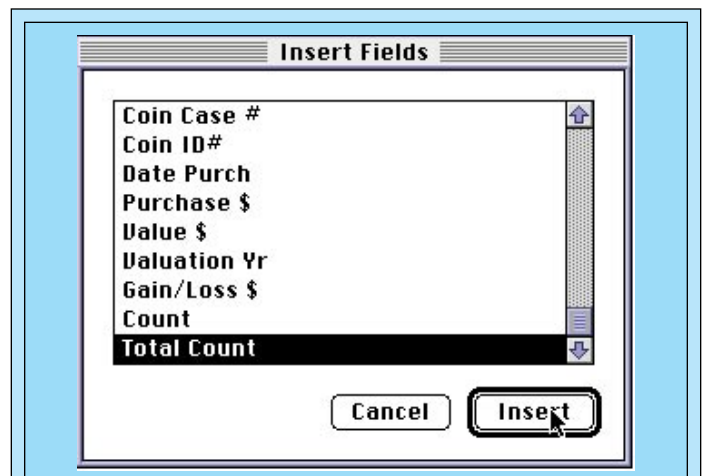 Insert Fields
Coin Case #
Coin ID#
Date Purch
Purchase $
Value $
Valuation Yr
Gain/Loss $
Count
Total Count
Cancel Insert